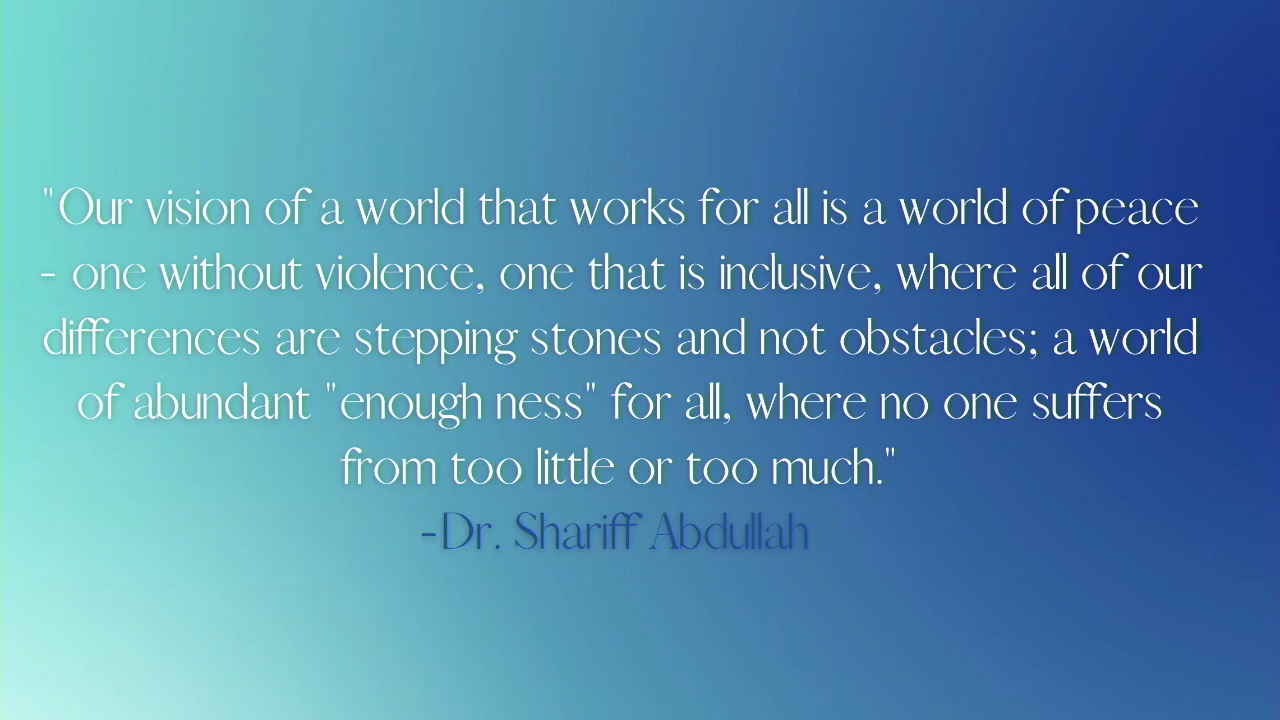 "Our vision of a world that works for all is a world of peace
- one without violence, one that is inclusive, where all of our
differences are stepping stones and not obstacles; a world
of abundant "enough ness" for all, where no one suffers
from too little or too much."
-Dr. Shariff Abdullah